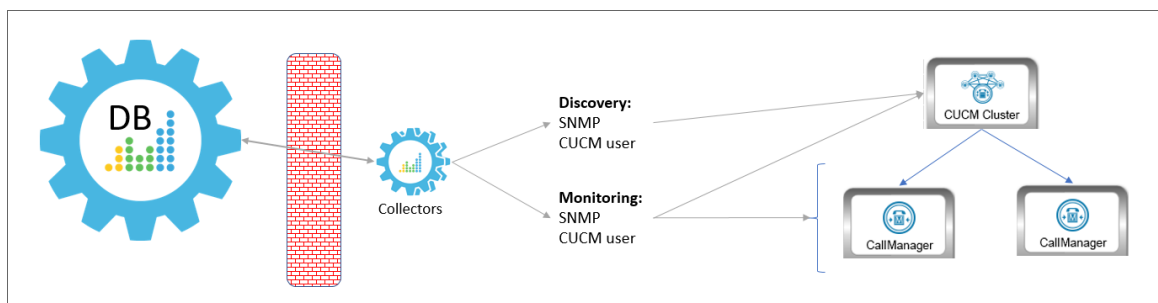 DB
Collectors
Discovery:
SNMP
CUCM user
Monitoring:
SNMP
CUCM user
CUCM Cluster
CallManager
CallManager